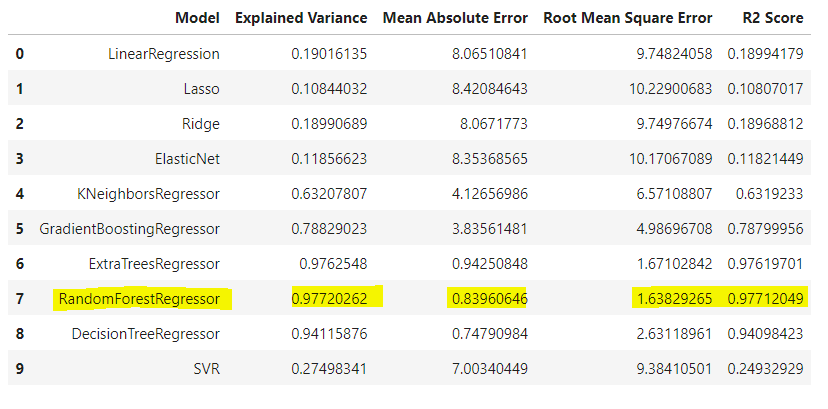 Model Explained Variance Mean Absolute Error Root Mean Square Error R2 Score
0 LinearRegression 0.19016135 8.06510841 9.74824058 0.18994179
1 Lasso 0.10844032 8.42084643 10.22900683 0.10807017
2 Ridge 0.18990689 8.0671773 9.74976674 0.18968812
3 ElasticNet 0.11856623 8.35368565 10.17067089 0.11821449
4 KNeighborsRegressor 0.63207807 4.12656986 6.57108807 0.6319233
5 GradientBoostingRegressor 0.78829023 3.83561481 4.98696708 0.78799956
6 ExtraTreesRegressor 0.9762548 0.94250848 1.67102842 0.97619701
7 RandomForestRegressor 0.97720262 0.83960646 1.63829265 0.97712049
8 DecisionTreeRegressor 0.94115876 0.74790984 2.63118961 0.94098423
9 SVR 0.27498341 7.00340449 9.38410501 0.24932929